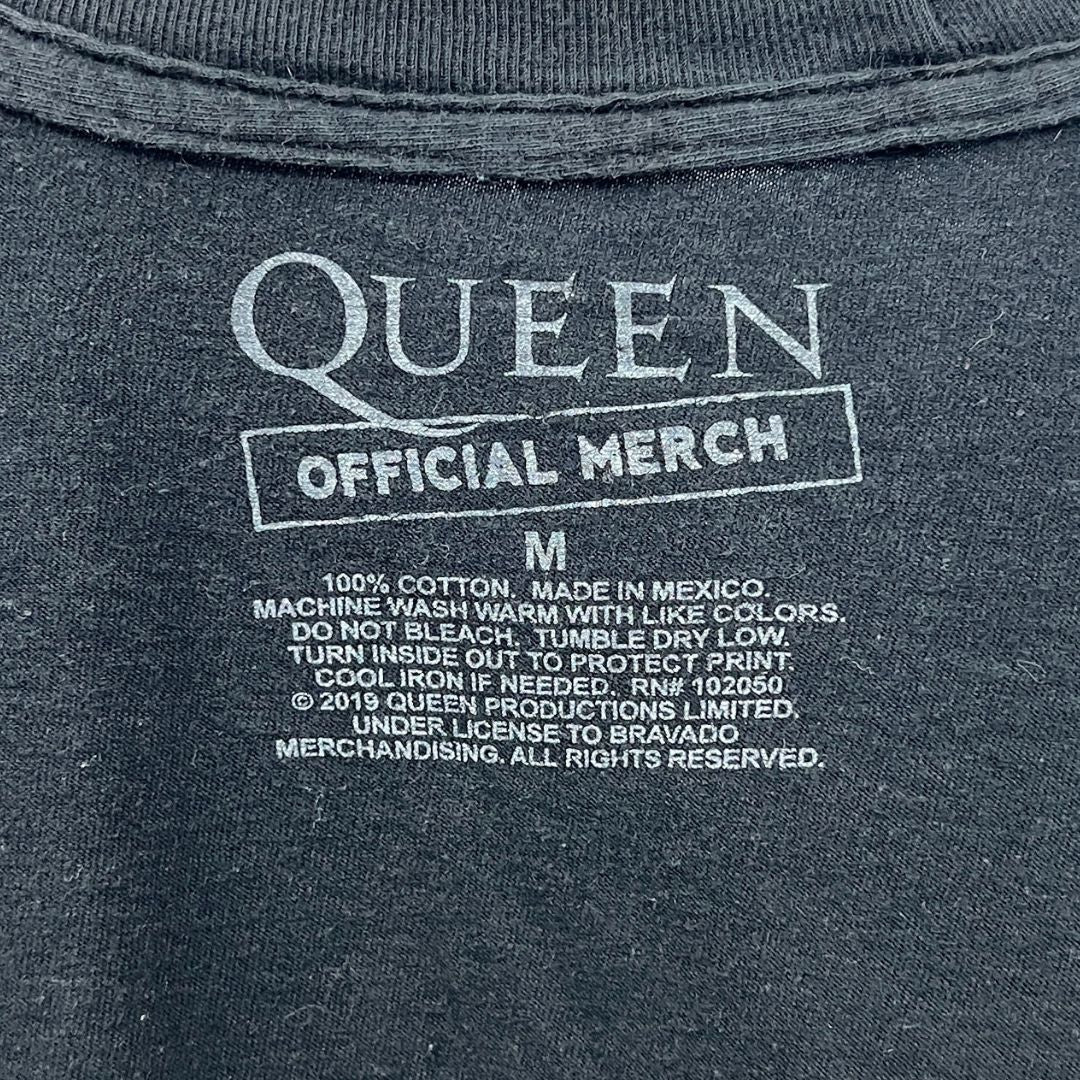 QUEEN
OFFICIAL MERCH
M
100% COTTON. MADE IN MEXICO.
MACHINE WASH WARM WITH LIKE COLORS.
DO NOT BLEACH. TUMBLE DRY LOW.
TURN INSIDE OUT TO PROTECT PRINT.
COOL IRON IF NEEDED. RN# 102050
© 2019 QUEEN PRODUCTIONS LIMITED,
UNDER LICENSE TO BRAVADO
MERCHANDISING. ALL RIGHTS RESERVED.